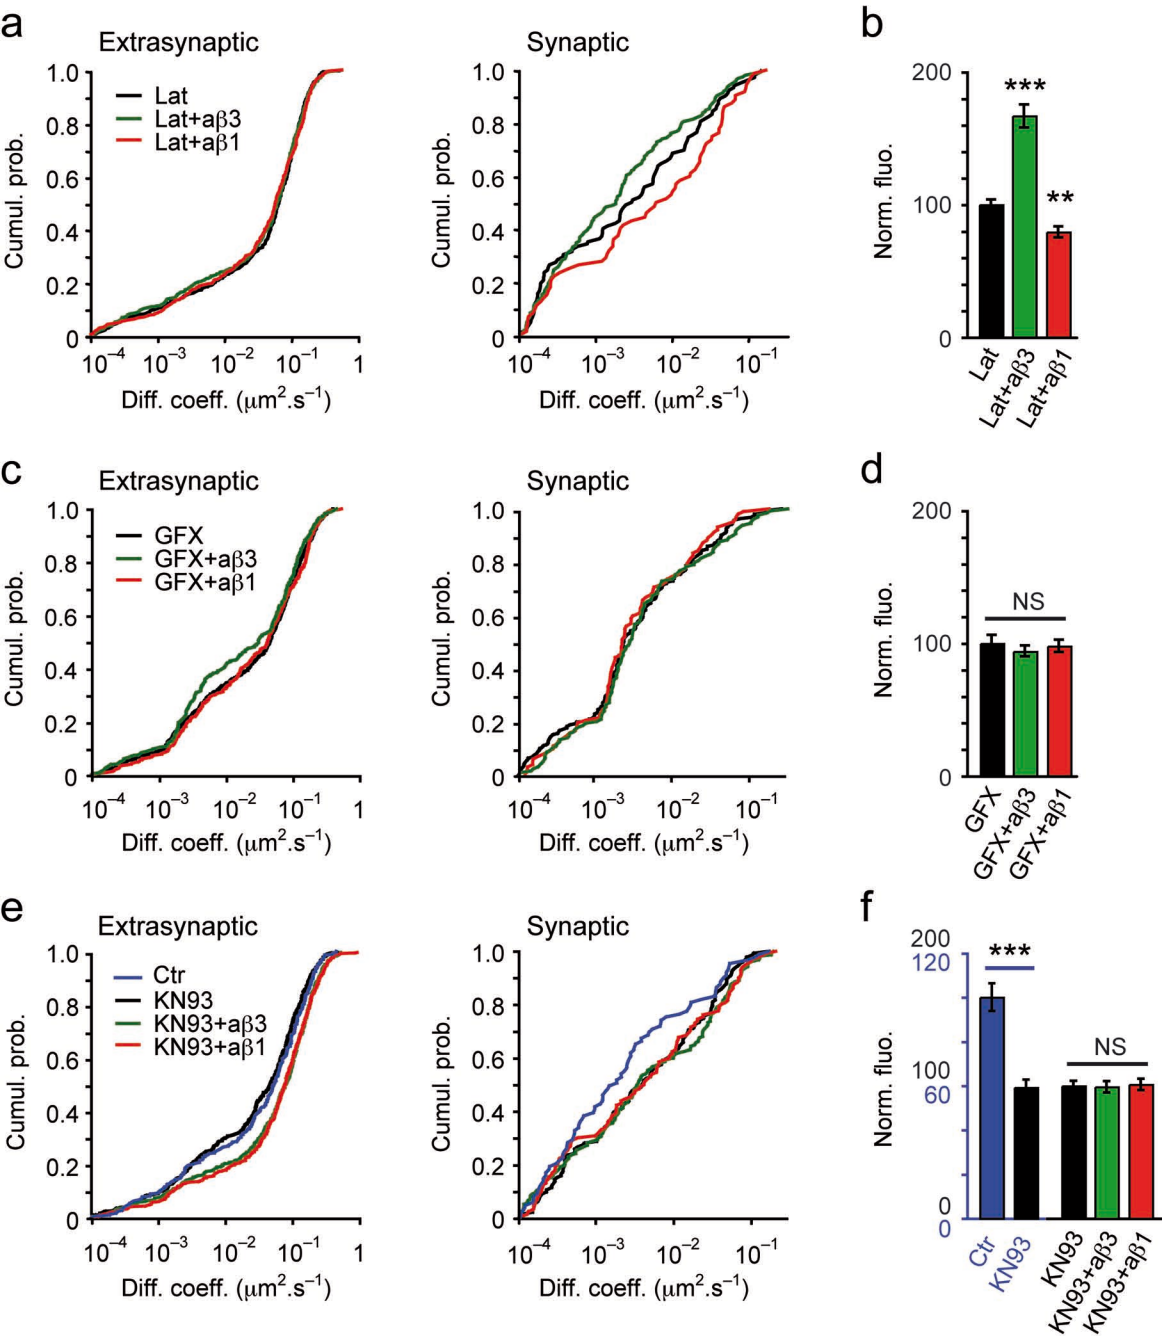 a
Extrasynaptic
Synaptic
b
Cumul. prob.
1.0
0.8
0.6
0.4
0.2
0
Lat
Lat+aβ3
Lat+aβ1
10⁻⁴ 10⁻³ 10⁻² 10⁻¹ 1
Diff. coeff. (μm².s⁻¹)
Cumul. prob.
1.0
0.8
0.6
0.4
0.2
0
10⁻⁴ 10⁻³ 10⁻² 10⁻¹
Diff. coeff. (μm².s⁻¹)
Norm. fluo.
200
100
0
***
**
Lat
Lat+aβ3
Lat+aβ1
c
Extrasynaptic
Synaptic
d
Cumul. prob.
1.0
0.8
0.6
0.4
0.2
0
GFX
GFX+aβ3
GFX+aβ1
10⁻⁴ 10⁻³ 10⁻² 10⁻¹ 1
Diff. coeff. (μm².s⁻¹)
Cumul. prob.
1.0
0.8
0.6
0.4
0.2
0
10⁻⁴ 10⁻³ 10⁻² 10⁻¹
Diff. coeff. (μm².s⁻¹)
Norm. fluo.
200
100
0
NS
GFX
GFX+aβ3
GFX+aβ1
e
Extrasynaptic
Synaptic
f
Cumul. prob.
1.0
0.8
0.6
0.4
0.2
0
Ctr
KN93
KN93+aβ3
KN93+aβ1
10⁻⁴ 10⁻³ 10⁻² 10⁻¹ 1
Diff. coeff. (μm².s⁻¹)
Cumul. prob.
1.0
0.8
0.6
0.4
0.2
0
10⁻⁴ 10⁻³ 10⁻² 10⁻¹
Diff. coeff. (μm².s⁻¹)
Norm. fluo.
200
120
100
60
0
0
***
NS
Ctr
KN93
KN93
KN93+aβ3
KN93+aβ1